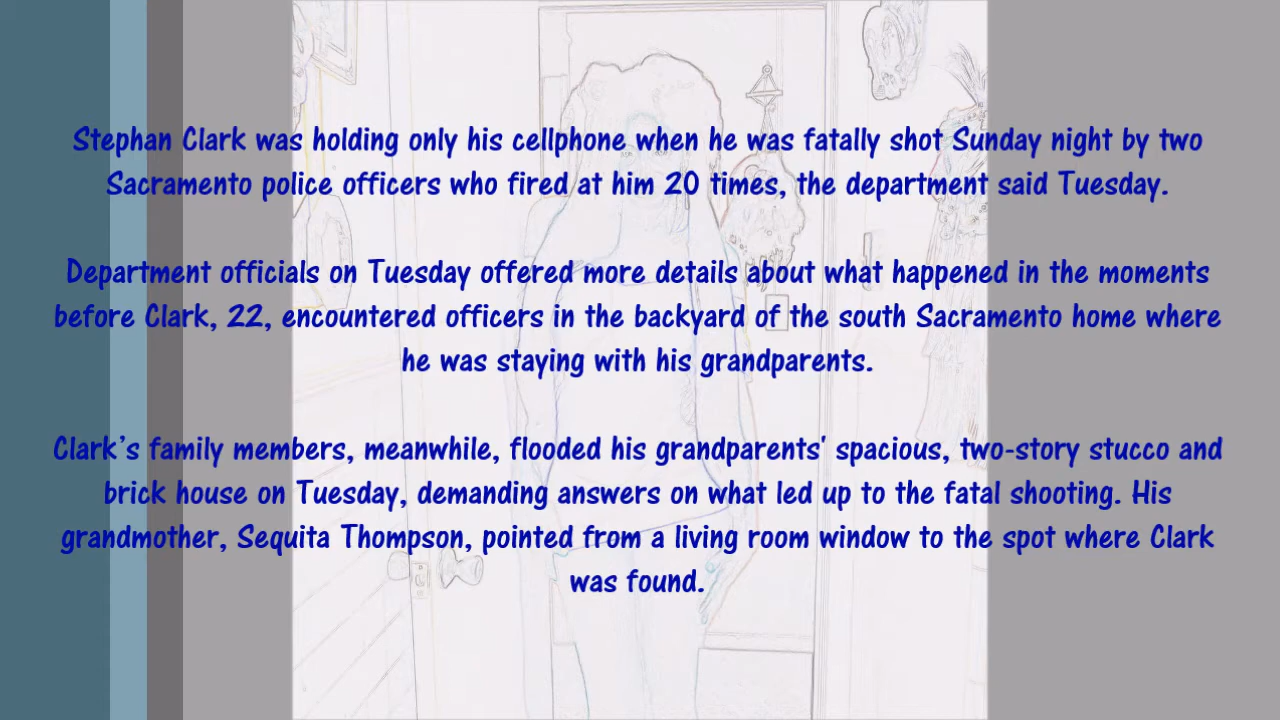 Stephan Clark was holding only his cellphone when he was fatally shot Sunday night by two
Sacramento police officers who fired at him 20 times, the department said Tuesday.
Department officials on Tuesday offered more details about what happened in the moments
before Clark, 22, encountered officers in the backyard of the south Sacramento home where
he was staying with his grandparents.
Clark’s family members, meanwhile, flooded his grandparents' spacious, two-story stucco and
brick house on Tuesday, demanding answers on what led up to the fatal shooting. His
grandmother, Sequita Thompson, pointed from a living room window to the spot where Clark
was found.